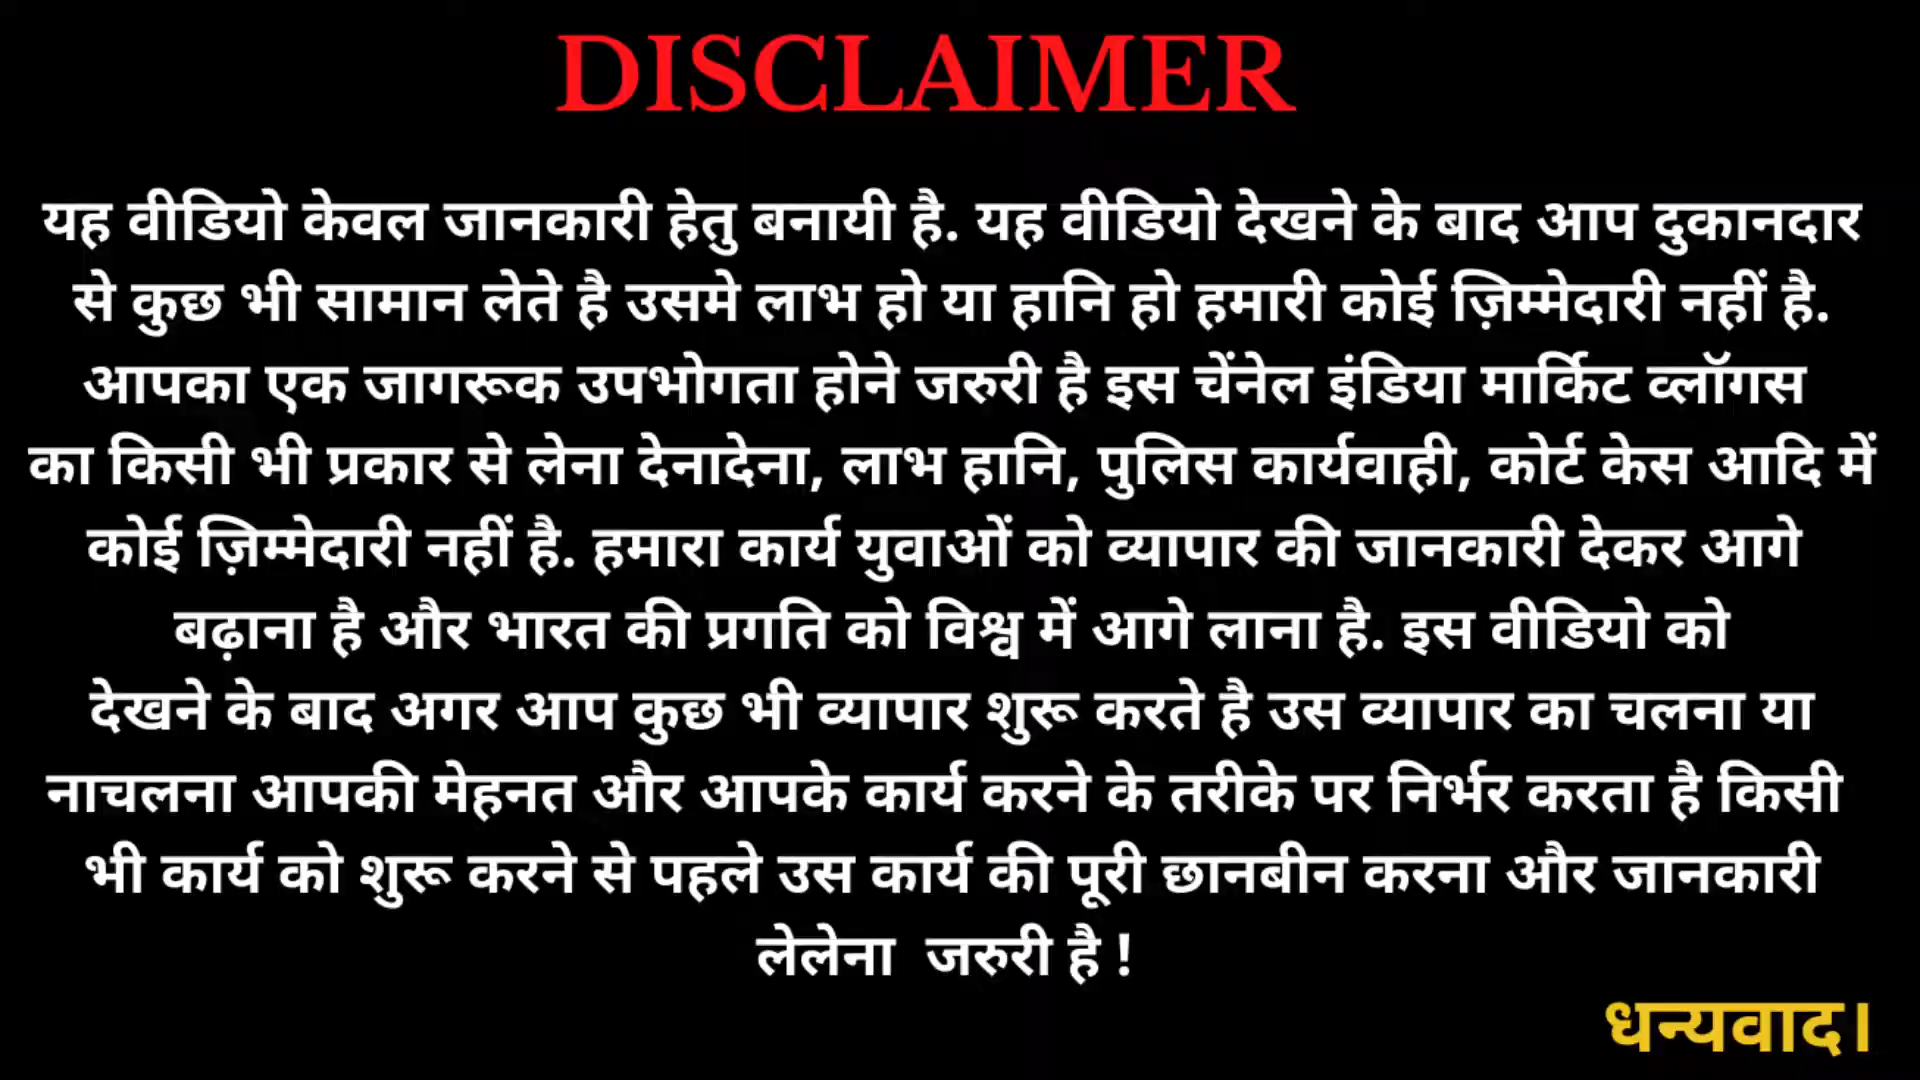 DISCLAIMER
यह वीडियो केवल जानकारी हेतु बनायी है. यह वीडियो देखने के बाद आप दुकानदार
से कुछ भी सामान लेते है उसमे लाभ हो या हानि हो हमारी कोई ज़िम्मेदारी नहीं है.
आपका एक जागरूक उपभोगता होने जरुरी है इस चेंनेल इंडिया मार्किट व्लॉगस
का किसी भी प्रकार से लेना देनादेना, लाभ हानि, पुलिस कार्यवाही, कोर्ट केस आदि में
कोई ज़िम्मेदारी नहीं है. हमारा कार्य युवाओं को व्यापार की जानकारी देकर आगे
बढ़ाना है और भारत की प्रगति को विश्व में आगे लाना है. इस वीडियो को
देखने के बाद अगर आप कुछ भी व्यापार शुरू करते है उस व्यापार का चलना या
नाचलना आपकी मेहनत और आपके कार्य करने के तरीके पर निर्भर करता है किसी
भी कार्य को शुरू करने से पहले उस कार्य की पूरी छानबीन करना और जानकारी
लेलेना जरुरी है !
धन्यवाद।